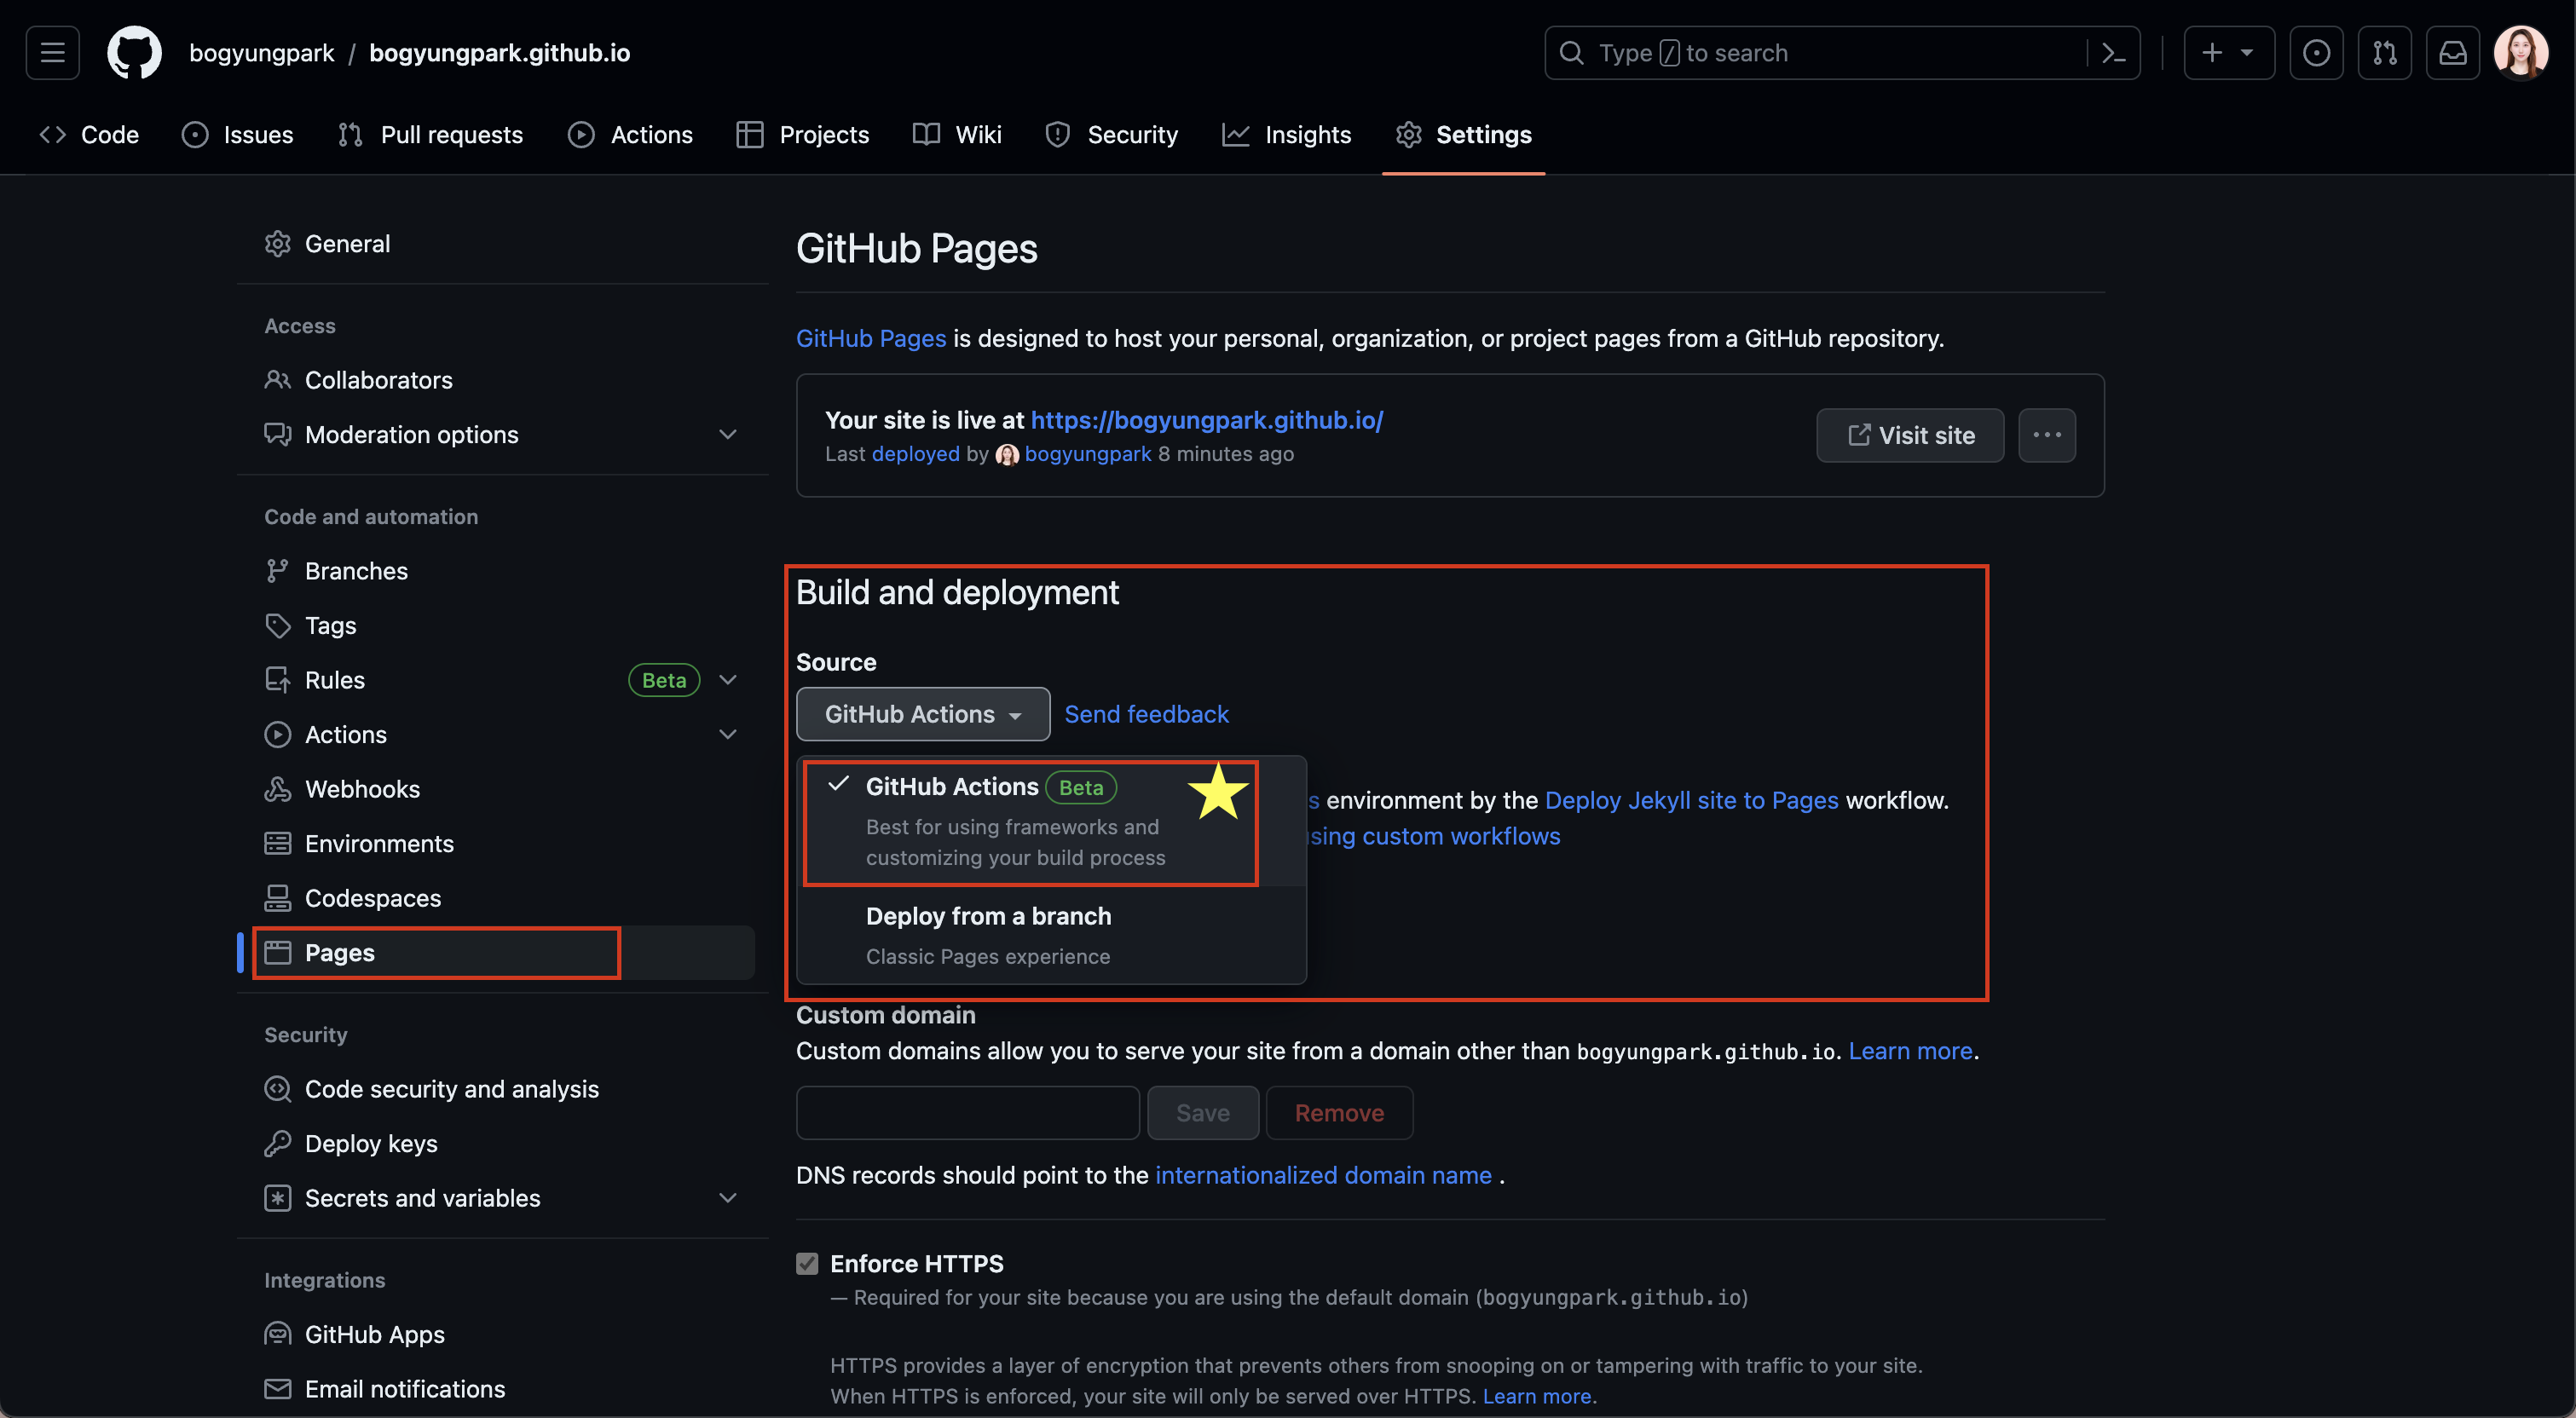 bogyungpark / bogyungpark.github.io
Type / to search
Code
Issues
Pull requests
Actions
Projects
Wiki
Security
Insights
Settings
General
Access
Collaborators
Moderation options
Code and automation
Branches
Tags
Rules Beta
Actions
Webhooks
Environments
Codespaces
Pages
Security
Code security and analysis
Deploy keys
Secrets and variables
Integrations
GitHub Apps
Email notifications
GitHub Pages
GitHub Pages is designed to host your personal, organization, or project pages from a GitHub repository.
Your site is live at https://bogyungpark.github.io/
Last deployed by bogyungpark 8 minutes ago
Visit site
Build and deployment
Source
GitHub Actions Send feedback
GitHub Actions Beta
Best for using frameworks and
customizing your build process
Deploy from a branch
Classic Pages experience
environment by the Deploy Jekyll site to Pages workflow.
custom workflows
Custom domain
Custom domains allow you to serve your site from a domain other than bogyungpark.github.io. Learn more.
Save Remove
DNS records should point to the internationalized domain name .
Enforce HTTPS
— Required for your site because you are using the default domain (bogyungpark.github.io)
HTTPS provides a layer of encryption that prevents others from snooping on or tampering with traffic to your site.
When HTTPS is enforced, your site will only be served over HTTPS. Learn more.